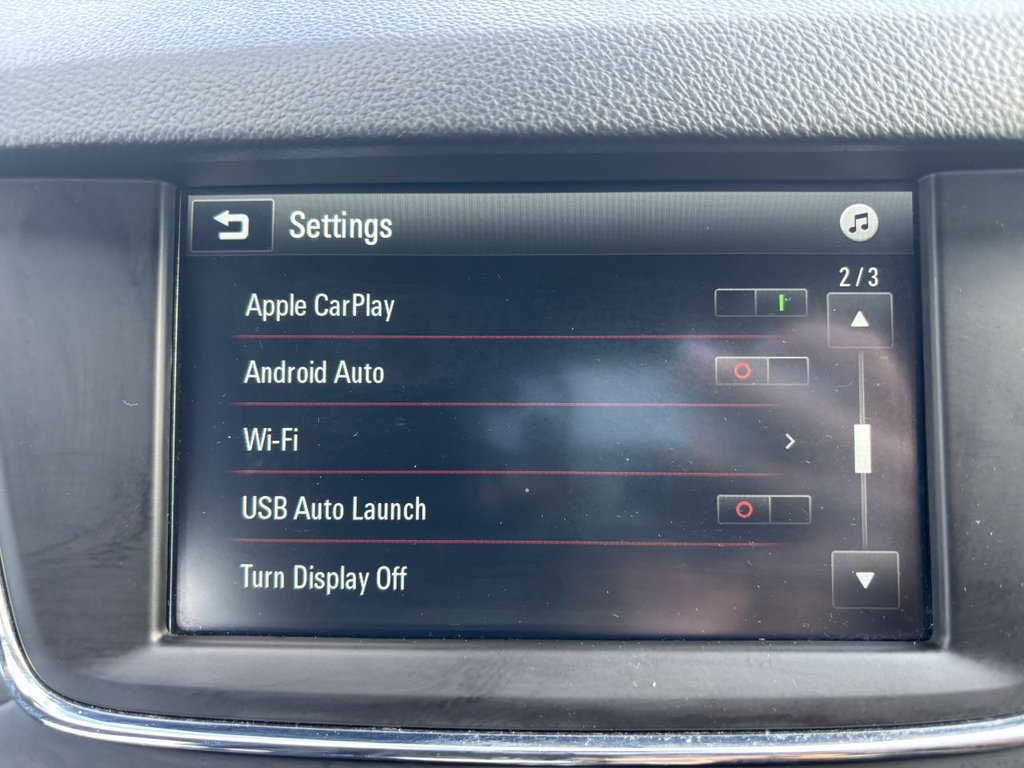 Settings
2/3
Apple CarPlay
Android Auto
Wi-Fi
USB Auto Launch
Turn Display Off